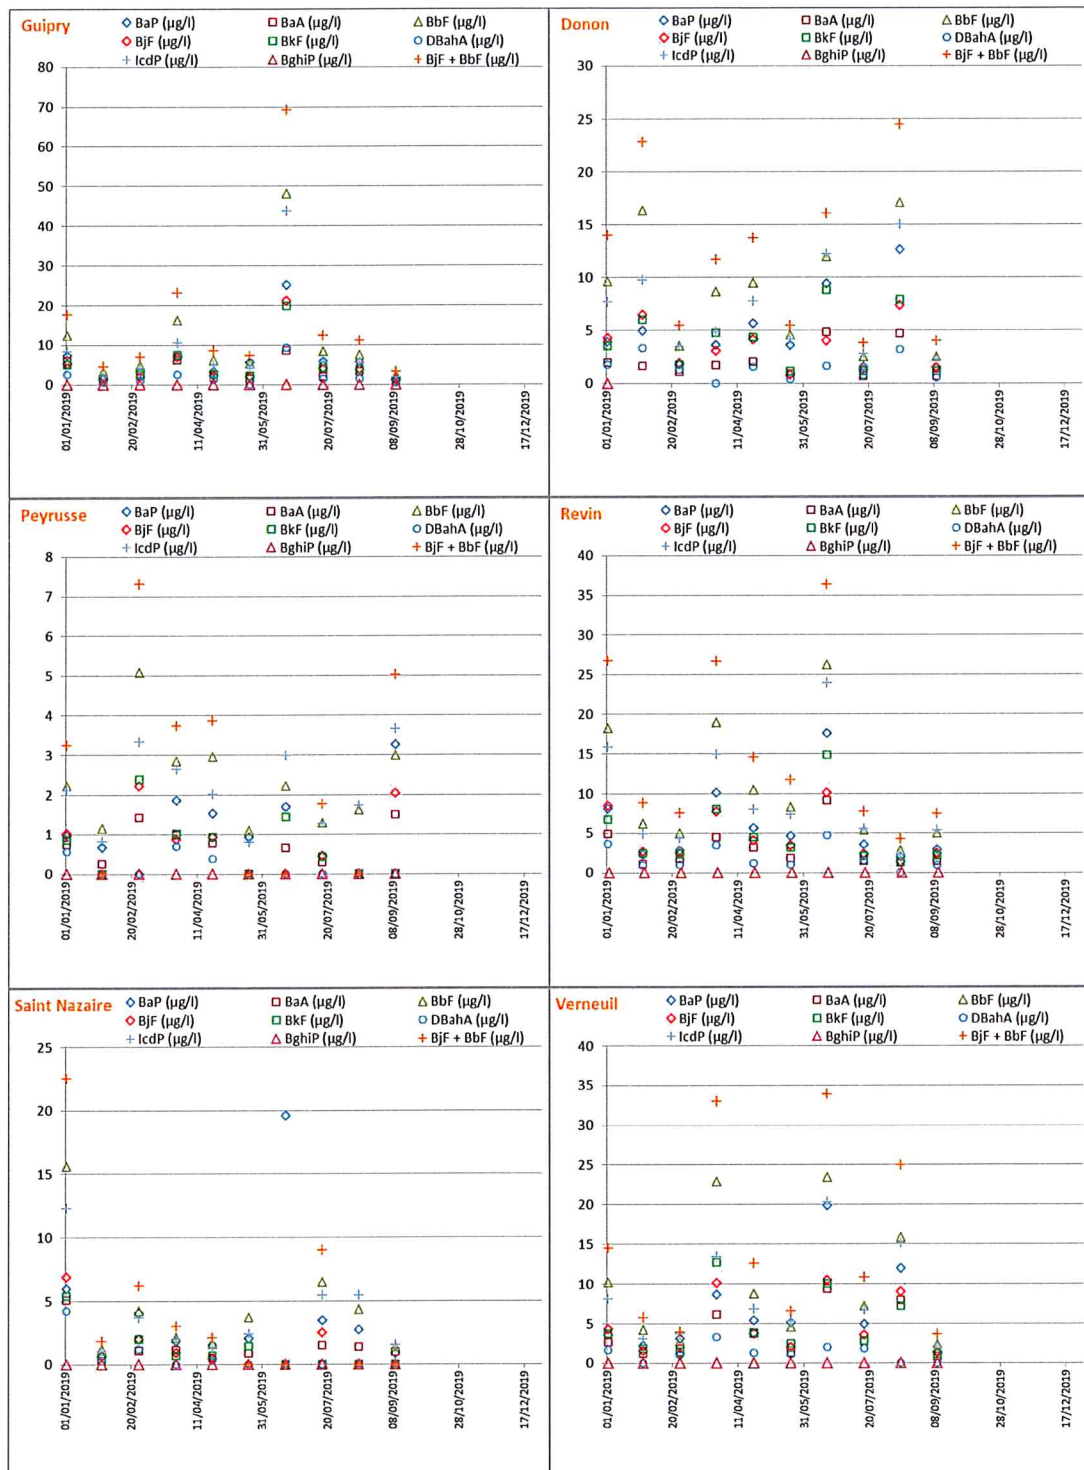 Guipry
BaP (µg/l) BaA (µg/l) BbF (µg/l)
BjF (µg/l) BkF (µg/l) DBahA (µg/l)
IcdP (µg/l) BghiP (µg/l) BjF + BbF (µg/l)
80
70
60
50
40
30
20
10
0
01/01/2019 20/02/2019 11/04/2019 31/05/2019 20/07/2019 08/09/2019 28/10/2019 17/12/2019
Donon
BaP (µg/l) BaA (µg/l) BbF (µg/l)
BjF (µg/l) BkF (µg/l) DBahA (µg/l)
IcdP (µg/l) BghiP (µg/l) BjF + BbF (µg/l)
30
25
20
15
10
5
0
01/01/2019 20/02/2019 11/04/2019 31/05/2019 20/07/2019 08/09/2019 28/10/2019 17/12/2019
Peyrusse
BaP (µg/l) BaA (µg/l) BbF (µg/l)
BjF (µg/l) BkF (µg/l) DBahA (µg/l)
IcdP (µg/l) BghiP (µg/l) BjF + BbF (µg/l)
8
7
6
5
4
3
2
1
0
01/01/2019 20/02/2019 11/04/2019 31/05/2019 20/07/2019 08/09/2019 28/10/2019 17/12/2019
Revin
BaP (µg/l) BaA (µg/l) BbF (µg/l)
BjF (µg/l) BkF (µg/l) DBahA (µg/l)
IcdP (µg/l) BghiP (µg/l) BjF + BbF (µg/l)
40
35
30
25
20
15
10
5
0
01/01/2019 20/02/2019 11/04/2019 31/05/2019 20/07/2019 08/09/2019 28/10/2019 17/12/2019
Saint Nazaire
BaP (µg/l) BaA (µg/l) BbF (µg/l)
BjF (µg/l) BkF (µg/l) DBahA (µg/l)
IcdP (µg/l) BghiP (µg/l) BjF + BbF (µg/l)
25
20
15
10
5
0
01/01/2019 20/02/2019 11/04/2019 31/05/2019 20/07/2019 08/09/2019 28/10/2019 17/12/2019
Verneuil
BaP (µg/l) BaA (µg/l) BbF (µg/l)
BjF (µg/l) BkF (µg/l) DBahA (µg/l)
IcdP (µg/l) BghiP (µg/l) BjF + BbF (µg/l)
40
35
30
25
20
15
10
5
0
01/01/2019 20/02/2019 11/04/2019 31/05/2019 20/07/2019 08/09/2019 28/10/2019 17/12/2019